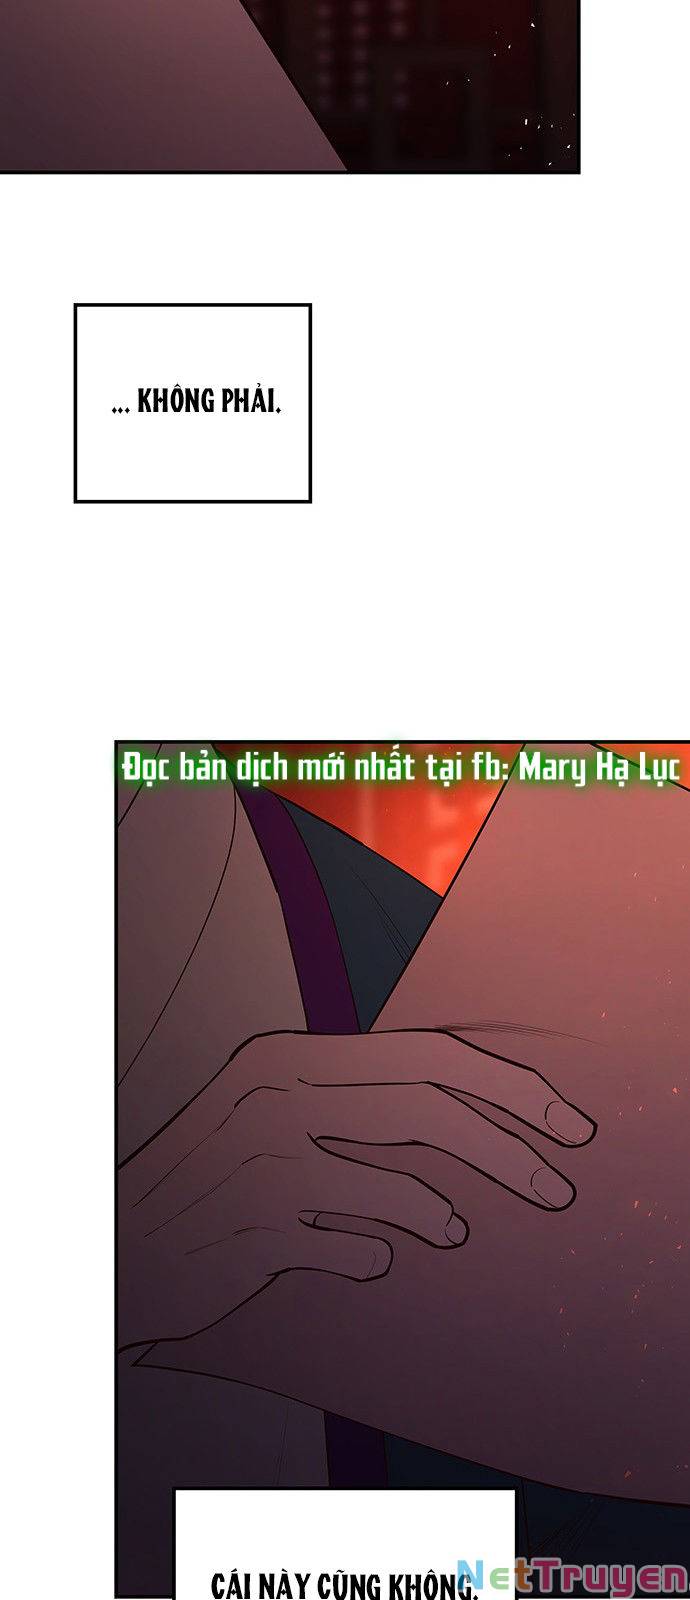 ... KHÔNG PHẢI.
Đọc bản dịch mới nhất tại fb: Mary Hạ Lục
CÁI NÀY CŨNG KHÔNG.
NetTruyen